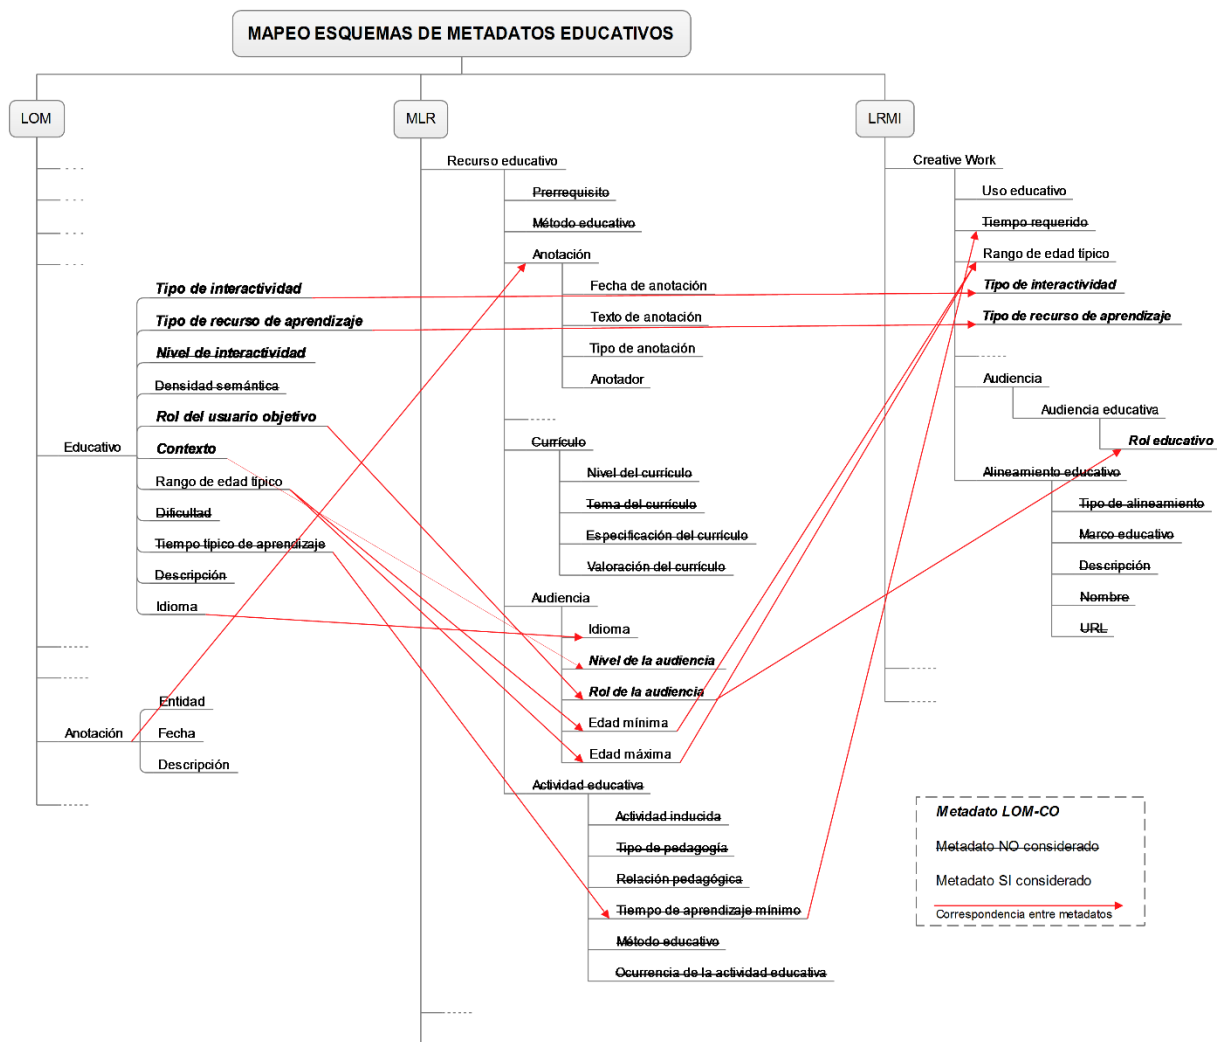 MAPEO ESQUEMAS DE METADATOS EDUCATIVOS
LOM
Educativo
Tipo de interactividad
Tipo de recurso de aprendizaje
Nivel de interactividad
Densidad semántica
Rol del usuario objetivo
Contexto
Rango de edad típico
Dificultad
Tiempo típico de aprendizaje
Descripción
Idioma
Anotación
Entidad
Fecha
Descripción
MLR
Recurso educativo
Prerrequisito
Método educativo
Anotación
Fecha de anotación
Texto de anotación
Tipo de anotación
Anotador
Currículo
Nivel del currículo
Tema del currículo
Especificación del currículo
Valoración del currículo
Audiencia
Idioma
Nivel de la audiencia
Rol de la audiencia
Edad mínima
Edad máxima
Actividad educativa
Actividad inducida
Tipo de pedagogía
Relación pedagógica
Tiempo de aprendizaje mínimo
Método educativo
Ocurrencia de la actividad educativa
LRMI
Creative Work
Uso educativo
Tiempo requerido
Rango de edad típico
Tipo de interactividad
Tipo de recurso de aprendizaje
Audiencia
Audiencia educativa
Rol educativo
Alineamiento educativo
Tipo de alineamiento
Marco educativo
Descripción
Nombre
URL
Metadato LOM-CO
Metadato NO considerado
Metadato SI considerado
Correspondencia entre metadatos